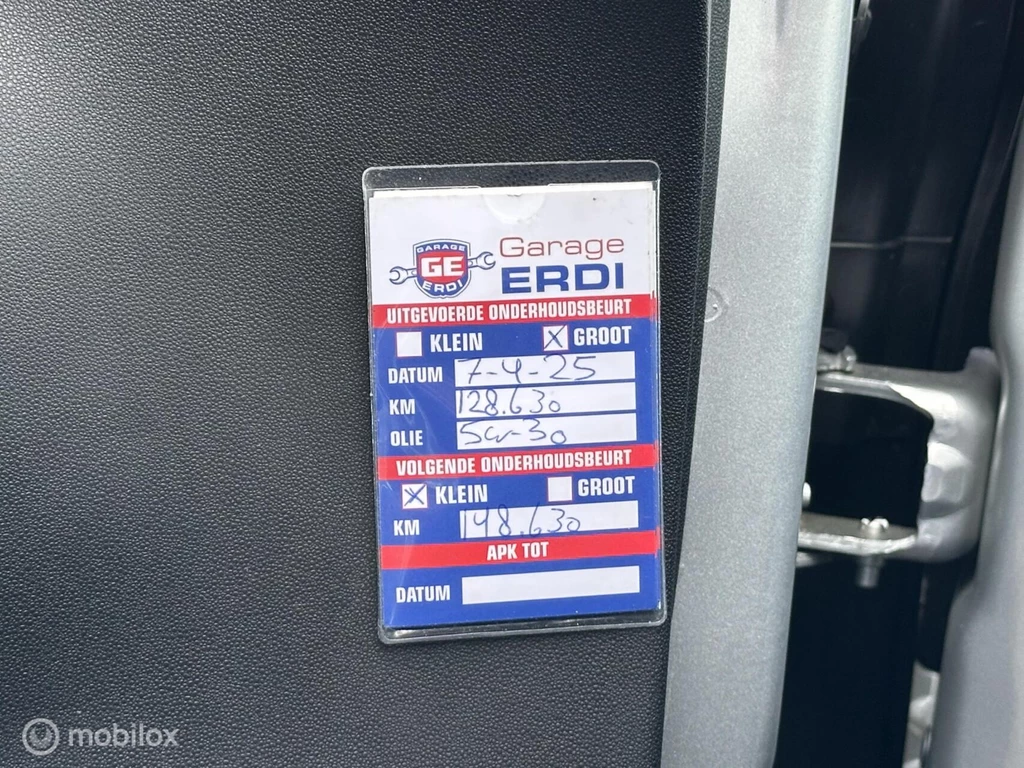 GARAGE
GE
ERDI
Garage
ERDI
UITGEVOERDE ONDERHOUDSBEURT
KLEIN X GROOT
DATUM 7-4-25
KM 128.630
OLIE 5w-30
VOLGENDE ONDERHOUDSBEURT
X KLEIN GROOT
KM 148.630
APK TOT
DATUM
mobilox